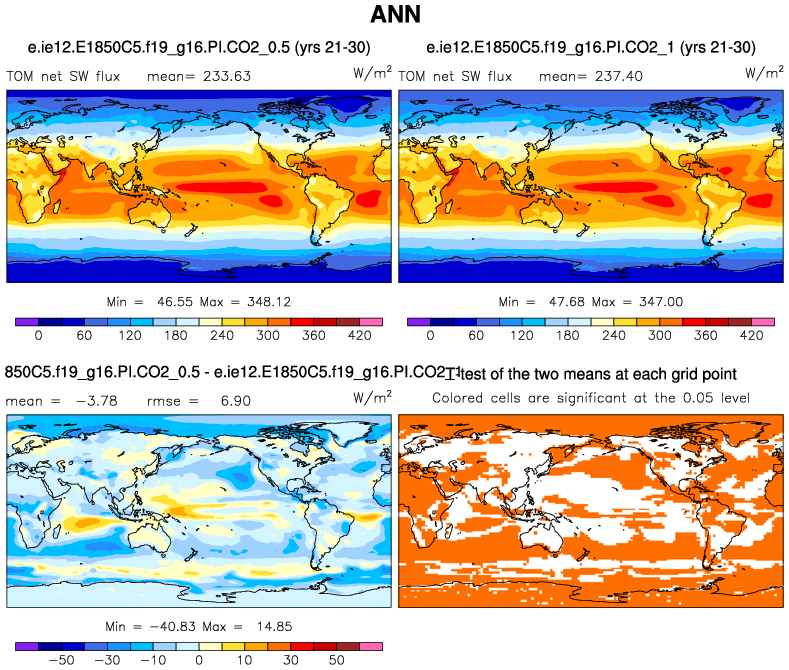 ANN
e.ie12.E1850C5.f19_g16.PI.CO2_0.5 (yrs 21-30)
e.ie12.E1850C5.f19_g16.PI.CO2_1 (yrs 21-30)
TOM net SW flux mean= 233.63 W/m²
TOM net SW flux mean= 237.40 W/m²
Min = 46.55 Max = 348.12
Min = 47.68 Max = 347.00
0 60 120 180 240 300 360 420
0 60 120 180 240 300 360 420
850C5.f19_g16.PI.CO2_0.5 - e.ie12.E1850C5.f19_g16.PI.CO2_1
T-test of the two means at each grid point
mean = −3.78 rmse = 6.90 W/m²
Colored cells are significant at the 0.05 level
Min = −40.83 Max = 14.85
−50 −30 −10 0 10 30 50